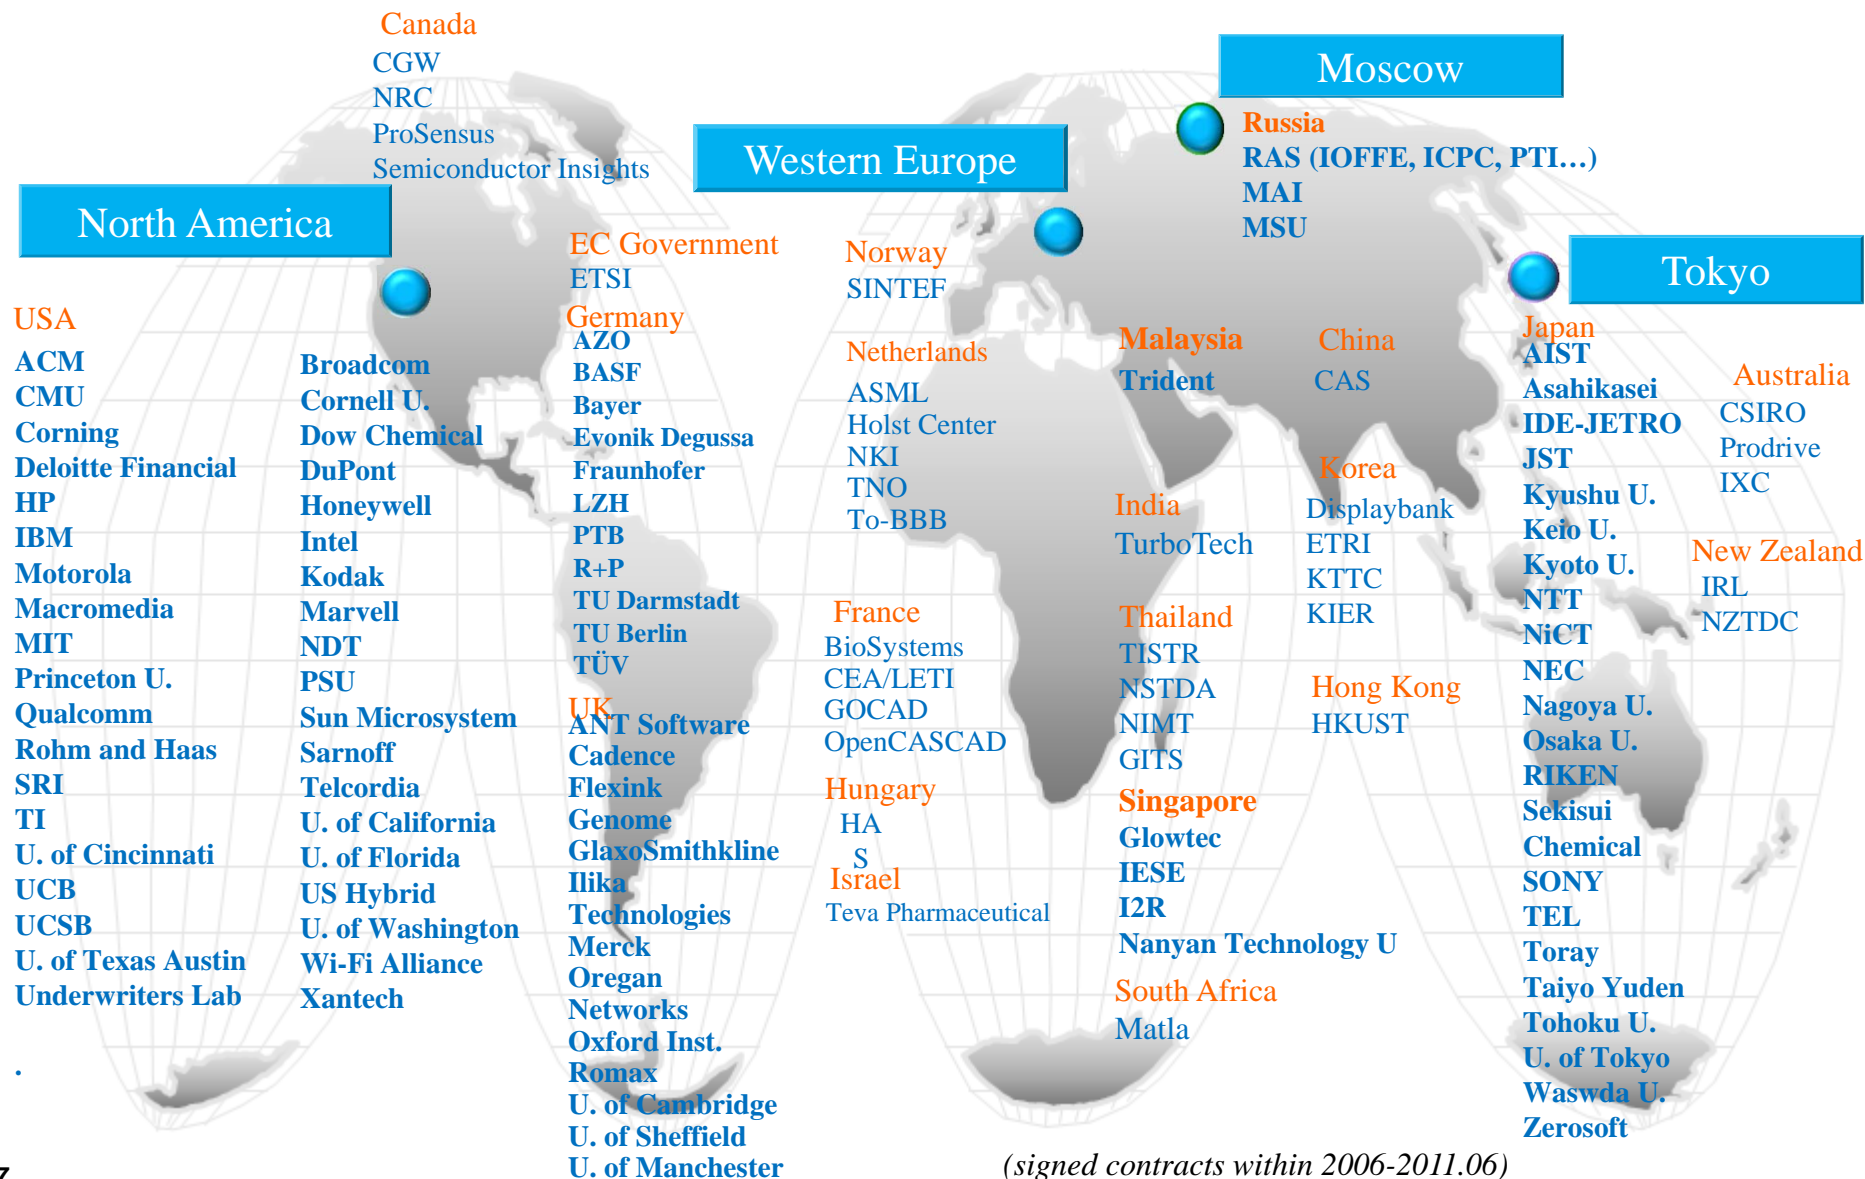 Canada
CGW
NRC
ProSensus
Semiconductor Insights
Moscow
Russia
RAS (IOFFE, ICPC, PTI…)
MAI
MSU
Western Europe
North America
Tokyo
USA
ACM
CMU
Corning
Deloitte Financial
HP
IBM
Motorola
Macromedia
MIT
Princeton U.
Qualcomm
Rohm and Haas
SRI
TI
U. of Cincinnati
UCB
UCSB
U. of Texas Austin
Underwriters Lab
.
Broadcom
Cornell U.
Dow Chemical
DuPont
Honeywell
Intel
Kodak
Marvell
NDT
PSU
Sun Microsystem
Sarnoff
Telcordia
U. of California
U. of Florida
US Hybrid
U. of Washington
Wi-Fi Alliance
Xantech
EC Government
ETSI
Germany
AZO
BASF
Bayer
Evonik Degussa
Fraunhofer
LZH
PTB
R+P
TU Darmstadt
TU Berlin
TÜV
UK
ANT Software
Cadence
Flexink
Genome
GlaxoSmithkline
Ilika
Technologies
Merck
Oregan
Networks
Oxford Inst.
Romax
U. of Cambridge
U. of Sheffield
U. of Manchester
Norway
SINTEF
Netherlands
ASML
Holst Center
NKI
TNO
To-BBB
France
BioSystems
CEA/LETI
GOCAD
OpenCASCAD
Hungary
HA
S
Israel
Teva Pharmaceutical
Malaysia
Trident
India
TurboTech
Thailand
TISTR
NSTDA
NIMT
GITS
Singapore
Glowtec
IESE
I2R
Nanyan Technology U
South Africa
Matla
China
CAS
Korea
Displaybank
ETRI
KTTC
KIER
Hong Kong
HKUST
Japan
AIST
Asahikasei
IDE-JETRO
JST
Kyushu U.
Keio U.
Kyoto U.
NTT
NiCT
NEC
Nagoya U.
Osaka U.
RIKEN
Sekisui
Chemical
SONY
TEL
Toray
Taiyo Yuden
Tohoku U.
U. of Tokyo
Waswda U.
Zerosoft
Australia
CSIRO
Prodrive
IXC
New Zealand
IRL
NZTDC
(signed contracts within 2006-2011.06)